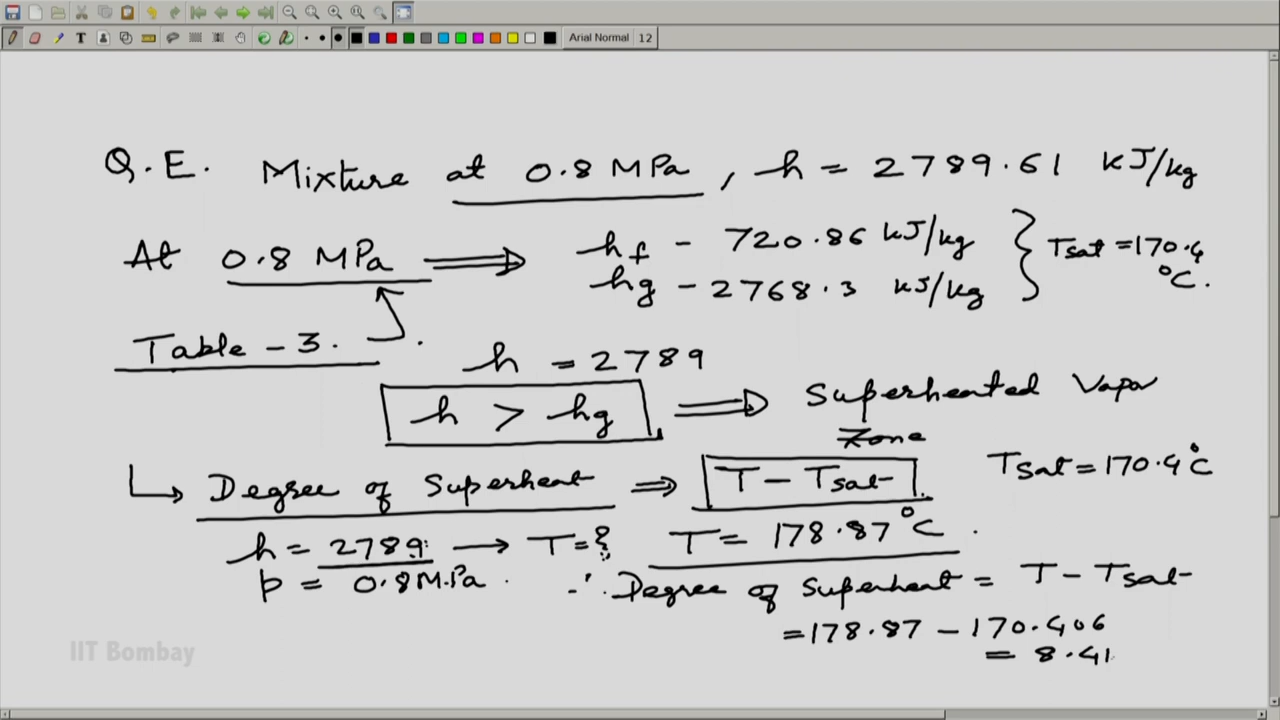 Arial Normal 12
Q.E. Mixture at 0.8 MPa, h = 2789.61 kJ/kg
At 0.8 MPa ⟹ hf - 720.86 kJ/kg } Tsat = 170.4 °C.
hg - 2768.3 kJ/kg
Table - 3.
h = 2789
h > hg ⟹ Superheated Vapor
Zone
↳ Degree of Superheat ⟹ T - Tsat Tsat = 170.4°C
h = 2789 ⟶ T = ? T = 178.87°C
p = 0.8 M.Pa ∴ Degree of Superheat = T - Tsat
= 178.87 - 170.406
= 8.41
IIT Bombay